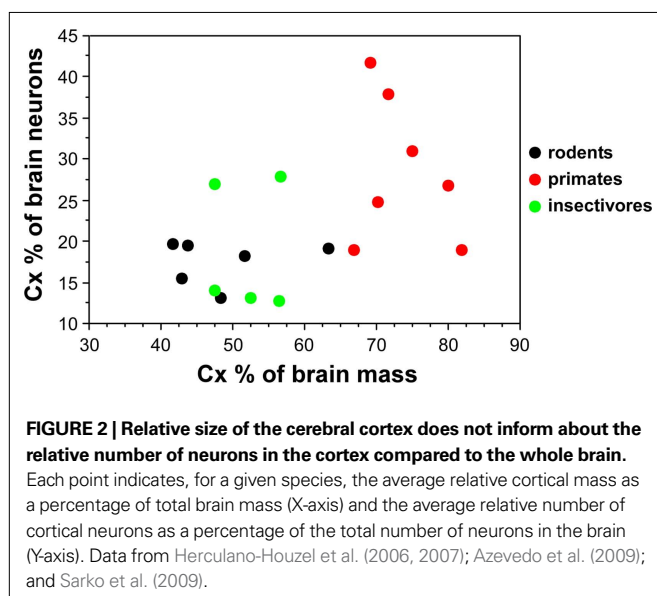 45
40
35
30
25
20
15
10
Cx % of brain neurons
30 40 50 60 70 80 90
Cx % of brain mass
rodents
primates
insectivores
FIGURE 2 | Relative size of the cerebral cortex does not inform about the
relative number of neurons in the cortex compared to the whole brain.
Each point indicates, for a given species, the average relative cortical mass as
a percentage of total brain mass (X-axis) and the average relative number of
cortical neurons as a percentage of the total number of neurons in the brain
(Y-axis). Data from Herculano-Houzel et al. (2006, 2007); Azevedo et al. (2009);
and Sarko et al. (2009).